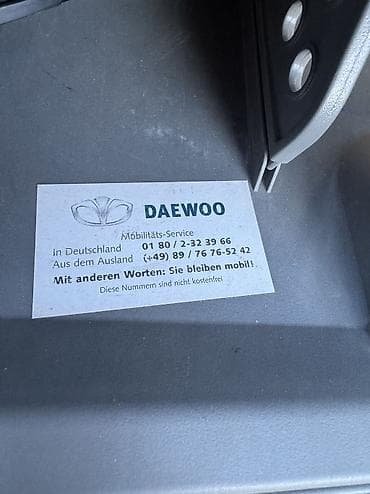 DAEWOO
Mobilitäts-Service
In Deutschland 01 80 / 2-32 39 66
Aus dem Ausland (+49) 89 / 76 76-52 42
Mit anderen Worten: Sie bleiben mobil!
Diese Nummern sind nicht kostenfrei